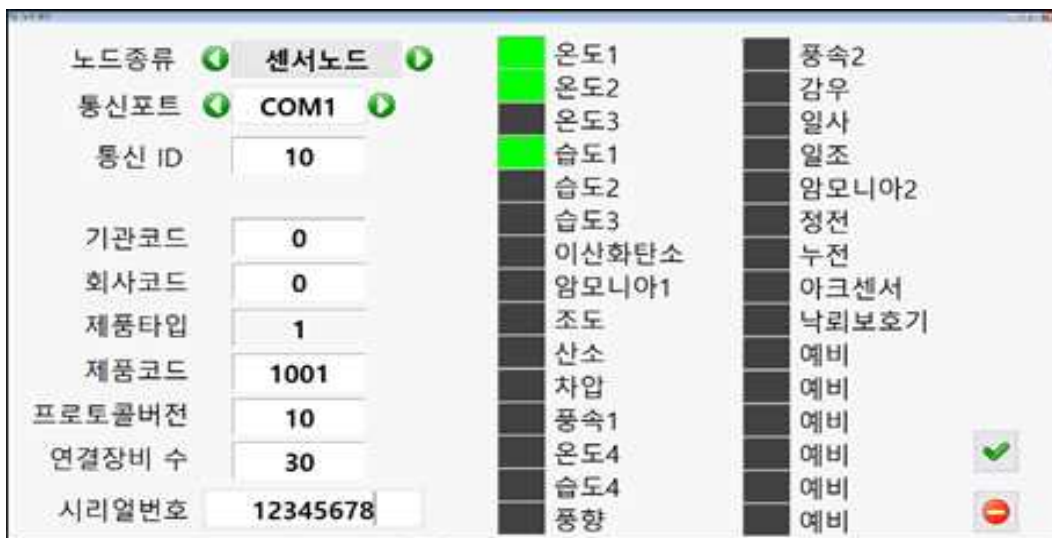 노드종류 센서노드
통신포트 COM1
통신 ID 10
기관코드 0
회사코드 0
제품타입 1
제품코드 1001
프로토콜버전 10
연결장비 수 30
시리얼번호 12345678
온도1
온도2
온도3
습도1
습도2
습도3
이산화탄소
암모니아1
조도
산소
차압
풍속1
온도4
습도4
풍향
풍속2
감우
일사
일조
암모니아2
정전
누전
아크센서
낙뢰보호기
예비
예비
예비
예비
예비
예비